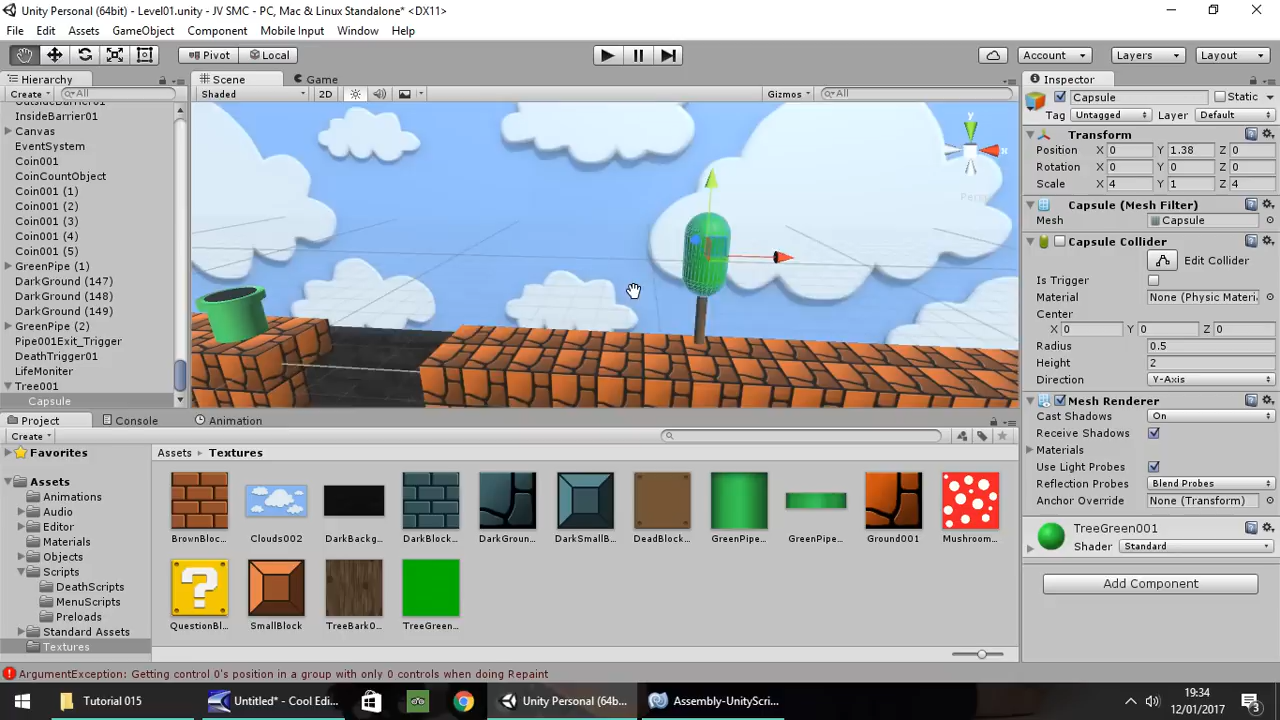 Unity Personal (64bit) - Level01.unity - JV SMC - PC, Mac & Linux Standalone* <DX11>
File Edit Assets GameObject Component Mobile Input Window Help
Pivot Local Account Layers Layout
Hierarchy Scene Game Inspector
Create All Shaded 2D Gizmos All
OutsideBarrier01
InsideBarrier01
Canvas
EventSystem
Coin001
CoinCountObject
Coin001 (1)
Coin001 (2)
Coin001 (3)
Coin001 (4)
Coin001 (5)
GreenPipe (1)
DarkGround (147)
DarkGround (148)
DarkGround (149)
GreenPipe (2)
Pipe001Exit_Trigger
DeathTrigger01
LifeMoniter
Tree001
Capsule
y
x
Persp
Capsule Static
Tag Untagged Layer Default
Transform
Position X 0 Y 1.38 Z 0
Rotation X 0 Y 0 Z 0
Scale X 4 Y 1 Z 4
Capsule (Mesh Filter)
Mesh Capsule
Capsule Collider
Edit Collider
Is Trigger
Material None (Physic Materi
Center
X 0 Y 0 Z 0
Radius 0.5
Height 2
Direction Y-Axis
Mesh Renderer
Cast Shadows On
Receive Shadows
Materials
Use Light Probes
Reflection Probes Blend Probes
Anchor Override None (Transform)
TreeGreen001
Shader Standard
Add Component
Project Console Animation
Create
Favorites
Assets
Animations
Audio
Editor
Materials
Objects
Scripts
DeathScripts
MenuScripts
Preloads
Standard Assets
Textures
Assets ▸ Textures
BrownBloc... Clouds002 DarkBackg... DarkBlock... DarkGroun... DarkSmallB... DeadBlock... GreenPipe... GreenPipe... Ground001 Mushroom...
QuestionBl... SmallBlock TreeBark0... TreeGreen...
ArgumentException: Getting control 0's position in a group with only 0 controls when doing Repaint
Tutorial 015 Untitled* - Cool Edi... Unity Personal (64b... Assembly-UnityScri...
19:34
12/01/2017
3